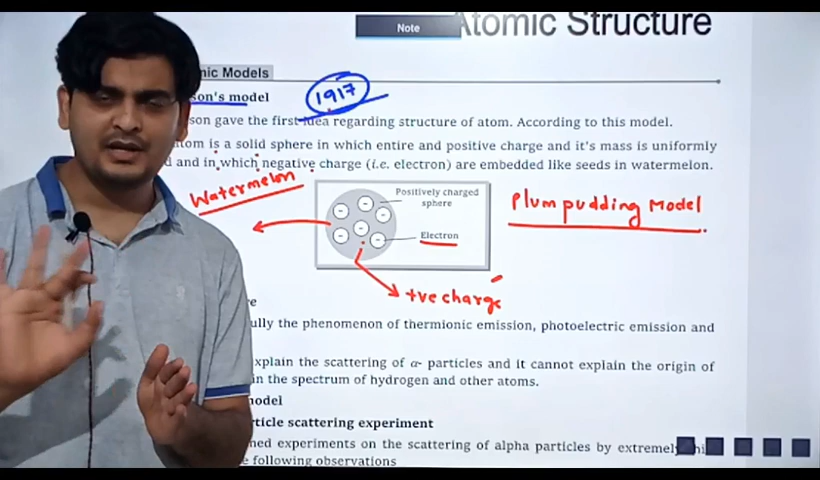 Note
Atomic Structure
nic Models
son's model
1917
son gave the first idea regarding structure of atom. According to this model.
tom is a solid sphere in which entire and positive charge and it's mass is uniformly
d and in which negative charge (i.e. electron) are embedded like seeds in watermelon.
Watermelon
Positively charged
sphere
Plum pudding Model
Electron
+ve charge
re
ully the phenomenon of thermionic emission, photoelectric emission and
xplain the scattering of α- particles and it cannot explain the origin of
in the spectrum of hydrogen and other atoms.
model
rticle scattering experiment
ned experiments on the scattering of alpha particles by extremely
e following observations